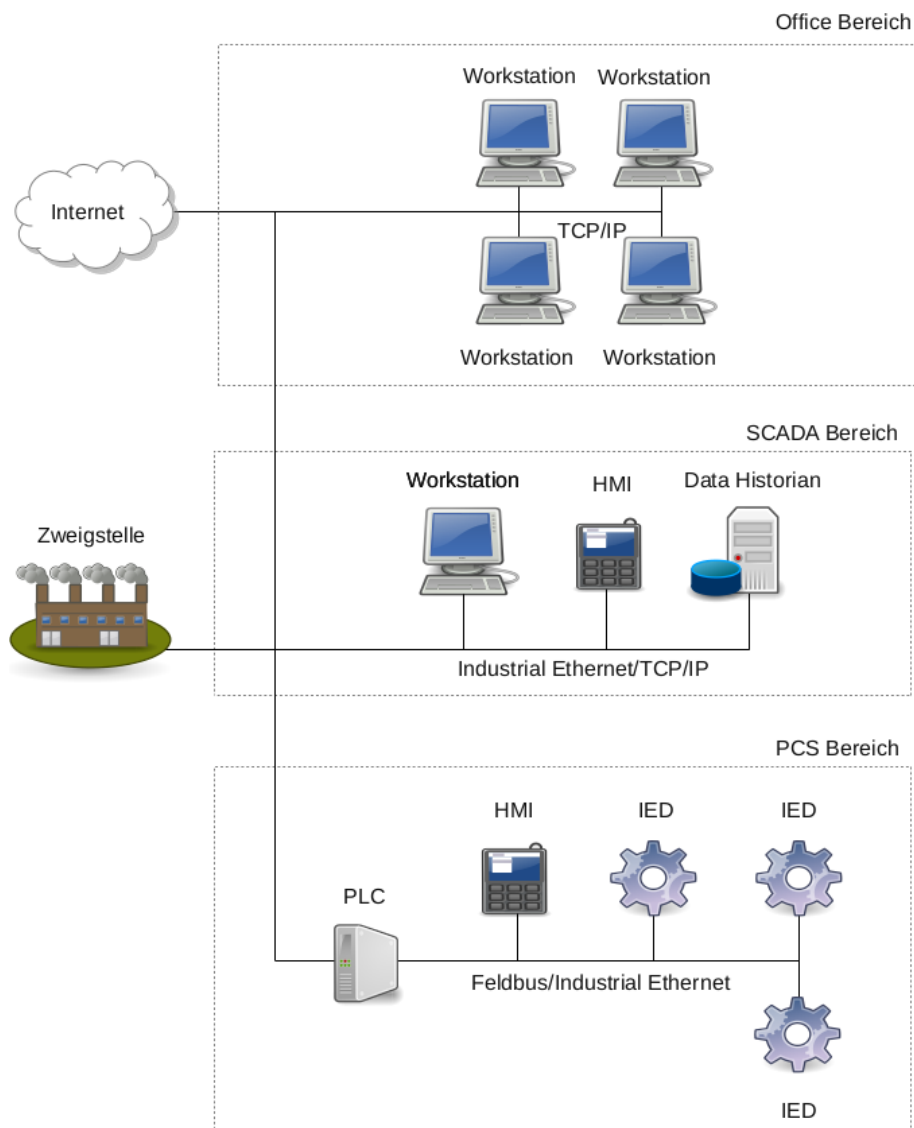 Office Bereich
Workstation
Workstation
Internet
TCP/IP
Workstation
Workstation
SCADA Bereich
Workstation
HMI
Data Historian
Zweigstelle
Industrial Ethernet/TCP/IP
PCS Bereich
HMI
IED
IED
PLC
Feldbus/Industrial Ethernet
IED